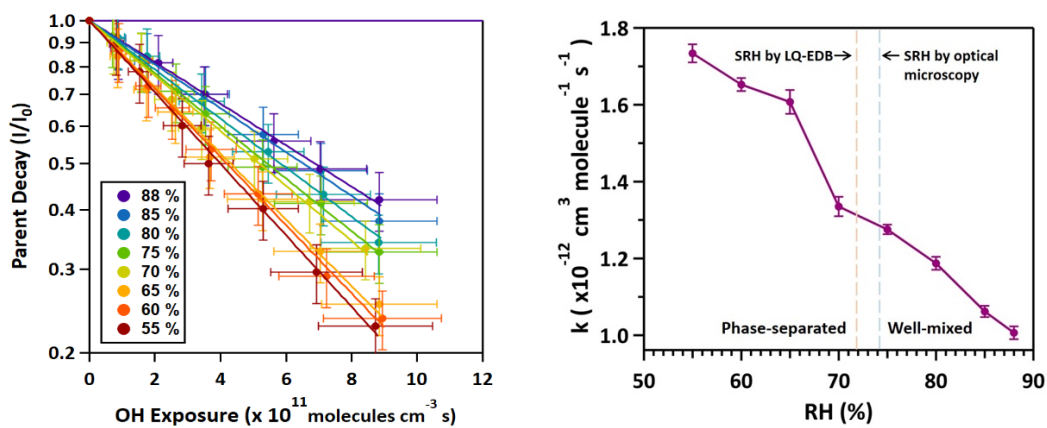 Parent Decay (I/I0)
1.0
0.9
0.8
0.7
0.6
0.5
0.4
0.3
0.2
88 %
85 %
80 %
75 %
70 %
65 %
60 %
55 %
0 2 4 6 8 10 12
OH Exposure (x 10^11 molecules cm^-3 s)
k ( x10^-12 cm^3 molecule^-1 s^-1)
1.8
1.6
1.4
1.2
1.0
SRH by LQ-EDB
SRH by optical
microscopy
Phase-separated
Well-mixed
50 60 70 80 90
RH (%)